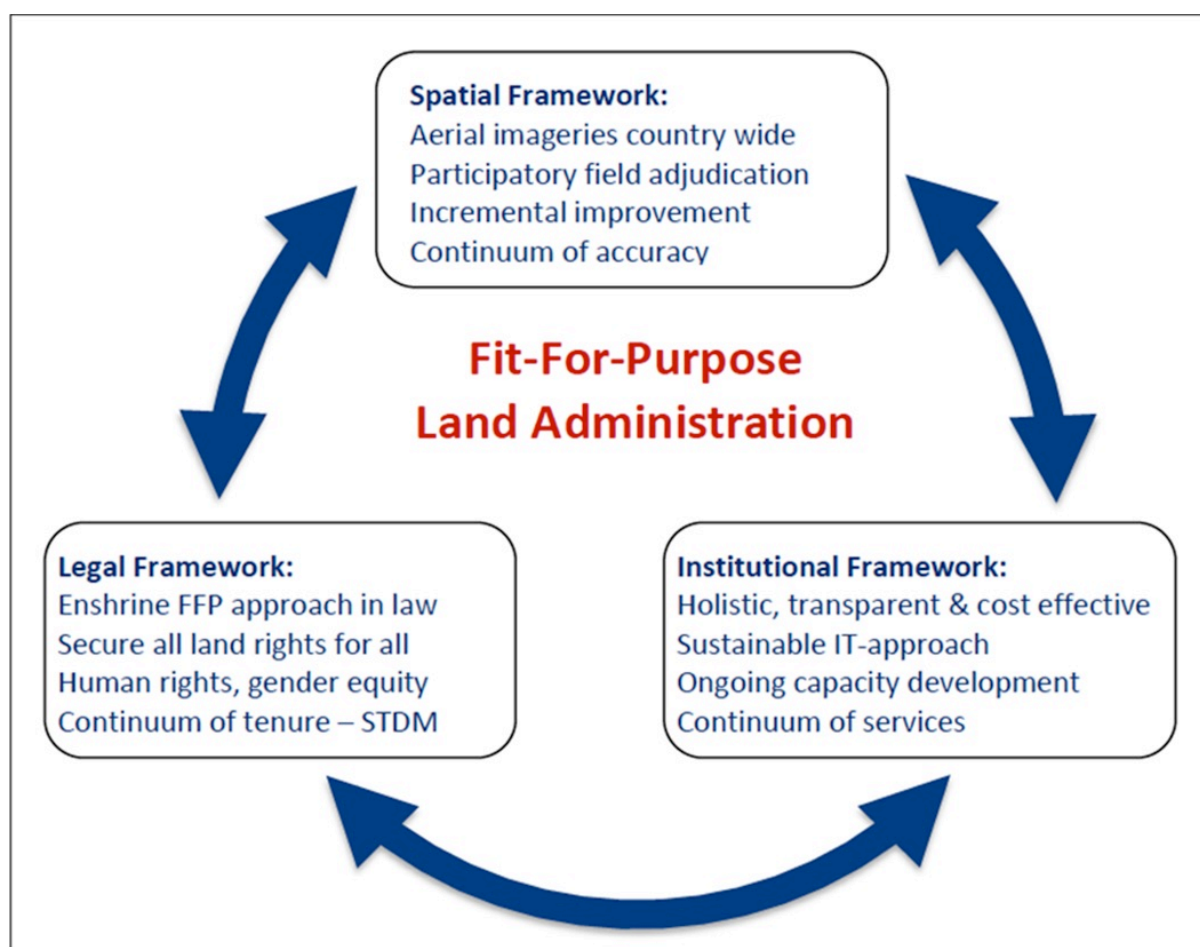 Spatial Framework:
Aerial imageries country wide
Participatory field adjudication
Incremental improvement
Continuum of accuracy
Fit-For-Purpose
Land Administration
Legal Framework:
Enshrine FFP approach in law
Secure all land rights for all
Human rights, gender equity
Continuum of tenure – STDM
Institutional Framework:
Holistic, transparent & cost effective
Sustainable IT-approach
Ongoing capacity development
Continuum of services